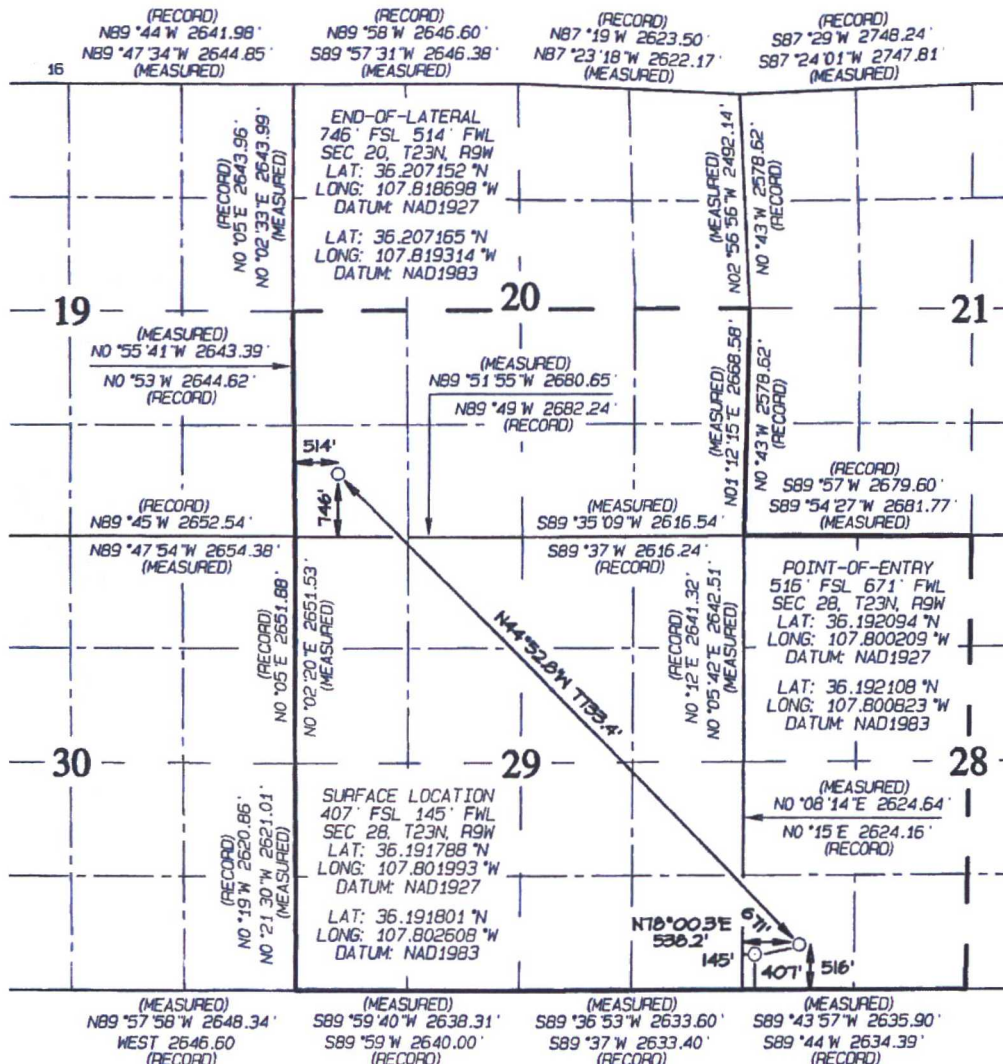 (RECORD)
N89°44'W 2641.98'
N89°47'34"W 2644.85'
(MEASURED)
(RECORD)
N89°58'W 2646.60'
S89°57'31"W 2646.38'
(MEASURED)
(RECORD)
N87°19'W 2623.50'
N87°23'18"W 2622.17'
(MEASURED)
(RECORD)
S87°29'W 2748.24'
S87°24'01"W 2747.81'
(MEASURED)
16
END-OF-LATERAL
746' FSL 514' FWL
SEC 20, T23N, R9W
LAT: 36.207152°N
LONG: 107.818698°W
DATUM: NAD1927
LAT: 36.207165°N
LONG: 107.819314°W
DATUM: NAD1983
(RECORD)
N0°05'E 2643.96'
N0°02'33"E 2643.99'
(MEASURED)
(MEASURED)
N02°56'56"W 2492.14'
N0°43'W 2578.62'
(RECORD)
19
20
21
(MEASURED)
N0°55'41"W 2643.39'
N0°53'W 2644.62'
(RECORD)
(MEASURED)
N89°51'55"W 2680.65'
N89°49'W 2682.24'
(RECORD)
(MEASURED)
N01°12'15"E 2668.58'
N0°43'W 2578.62'
(RECORD)
514'
746'
(RECORD)
S89°57'W 2679.60'
S89°54'27"W 2681.77'
(MEASURED)
(RECORD)
N89°45'W 2652.54'
N89°47'54"W 2654.38'
(MEASURED)
(MEASURED)
S89°35'09"W 2616.54'
S89°37'W 2616.24'
(RECORD)
(RECORD)
N0°05'E 2651.88'
N0°02'20"E 2651.53'
(MEASURED)
N44°52.8'W 7733.4'
(RECORD)
N0°12'E 2641.32'
N0°05'42"E 2642.51'
(MEASURED)
POINT-OF-ENTRY
516' FSL 671' FWL
SEC 28, T23N, R9W
LAT: 36.192094°N
LONG: 107.800209°W
DATUM: NAD1927
LAT: 36.192108°N
LONG: 107.800823°W
DATUM: NAD1983
30
29
28
(MEASURED)
N0°08'14"E 2624.64'
N0°15'E 2624.16'
(RECORD)
(RECORD)
N0°19'W 2620.86'
N0°21'30"W 2621.01'
(MEASURED)
SURFACE LOCATION
407' FSL 145' FWL
SEC 28, T23N, R9W
LAT: 36.191788°N
LONG: 107.801993°W
DATUM: NAD1927
LAT: 36.191801°N
LONG: 107.802608°W
DATUM: NAD1983
N78°00.3'E
538.2'
671'
145'
407'
516'
(MEASURED)
N89°57'58"W 2648.34'
WEST 2646.60
(RECORD)
(MEASURED)
S89°59'40"W 2638.31'
S89°59'W 2640.00'
(RECORD)
(MEASURED)
S89°36'53"W 2633.60'
S89°37'W 2633.40'
(RECORD)
(MEASURED)
S89°43'57"W 2635.90'
S89°44'W 2634.39'
(RECORD)